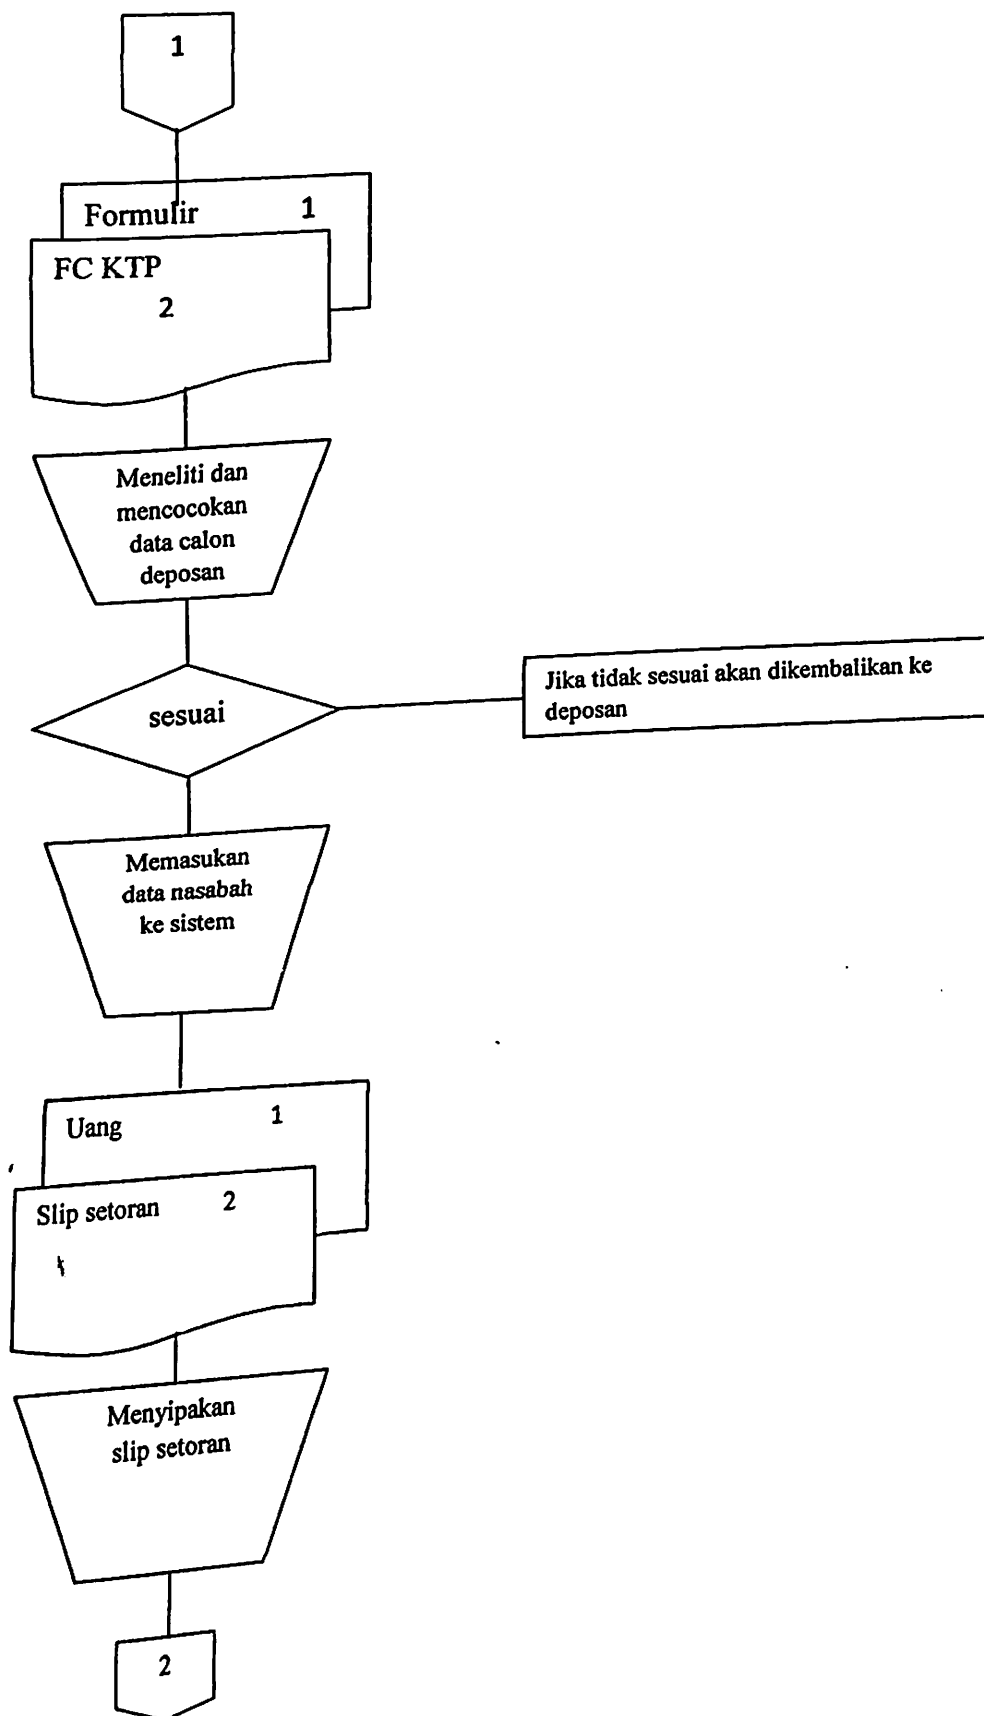 1
Formulir 1
FC KTP
2
Meneliti dan
mencocokan
data calon
deposan
sesuai
Jika tidak sesuai akan dikembalikan ke
deposan
Memasukan
data nasabah
ke sistem
Uang 1
Slip setoran 2
Menyipakan
slip setoran
2